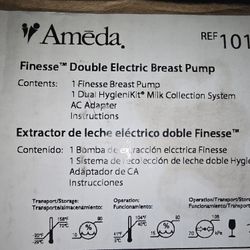 Ameda. REF 101
Finesse™ Double Electric Breast Pump
Contents: 1 Finesse Breast Pump
1 Dual HygieniKit® Milk Collection System
AC Adapter
Instructions
Extractor de leche eléctrico doble Finesse™
Contenido: 1 Bomba de extracción eléctrica Finesse
1 Sistema de recolección de leche doble Hygie
Adaptador de CA
Instrucciones
Transport/Storage: Operation: Transport/Storage/Operation:
Transporte/almacenamiento: Funcionamiento: Transporte/